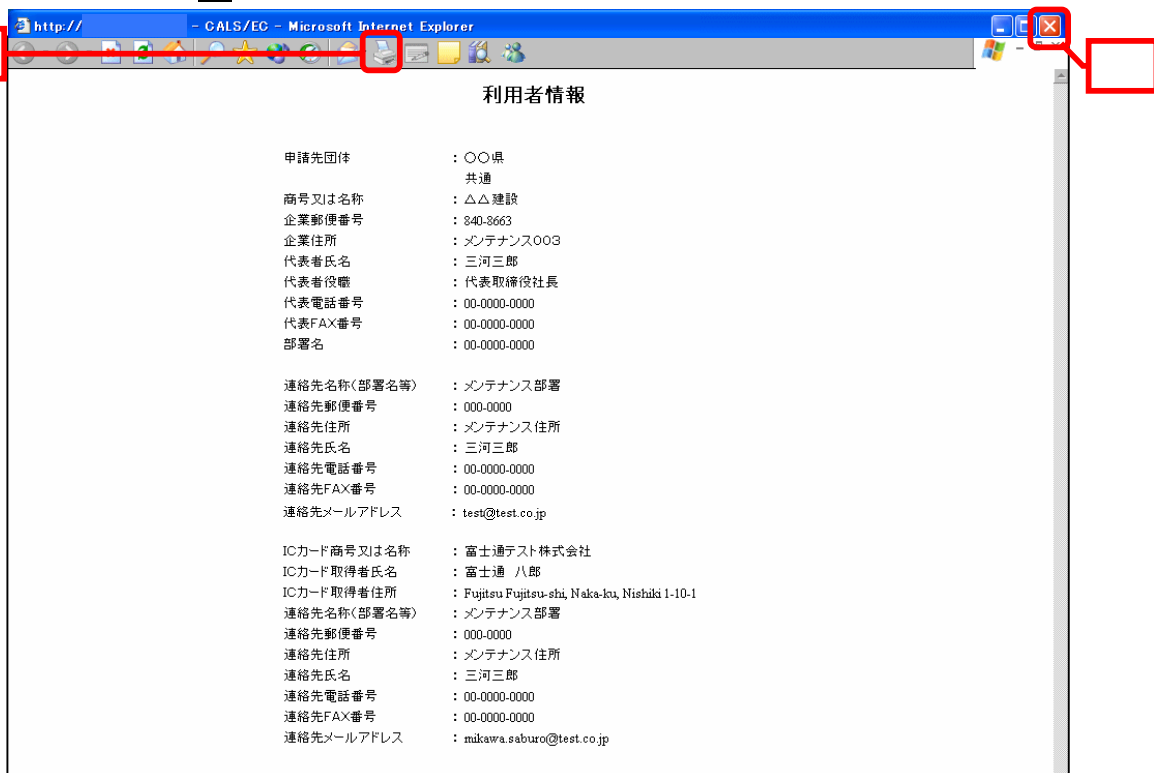 http:// - CALS/EC - Microsoft Internet Explorer
利用者情報
申請先団体 : 〇〇県
共通
商号又は名称 : △△建設
企業郵便番号 : 840-8663
企業住所 : メンテナンス003
代表者氏名 : 三河三郎
代表者役職 : 代表取締役社長
代表電話番号 : 00-0000-0000
代表FAX番号 : 00-0000-0000
部署名 : 00-0000-0000
連絡先名称(部署名等) : メンテナンス部署
連絡先郵便番号 : 000-0000
連絡先住所 : メンテナンス住所
連絡先氏名 : 三河三郎
連絡先電話番号 : 00-0000-0000
連絡先FAX番号 : 00-0000-0000
連絡先メールアドレス : test@test.co.jp
ICカード商号又は名称 : 富士通テスト株式会社
ICカード取得者氏名 : 富士通 八郎
ICカード取得者住所 : Fujitsu Fujitsu-shi, Naka-ku, Nishiki 1-10-1
連絡先名称(部署名等) : メンテナンス部署
連絡先郵便番号 : 000-0000
連絡先住所 : メンテナンス住所
連絡先氏名 : 三河三郎
連絡先電話番号 : 00-0000-0000
連絡先FAX番号 : 00-0000-0000
連絡先メールアドレス : mikawa.saburo@test.co.jp